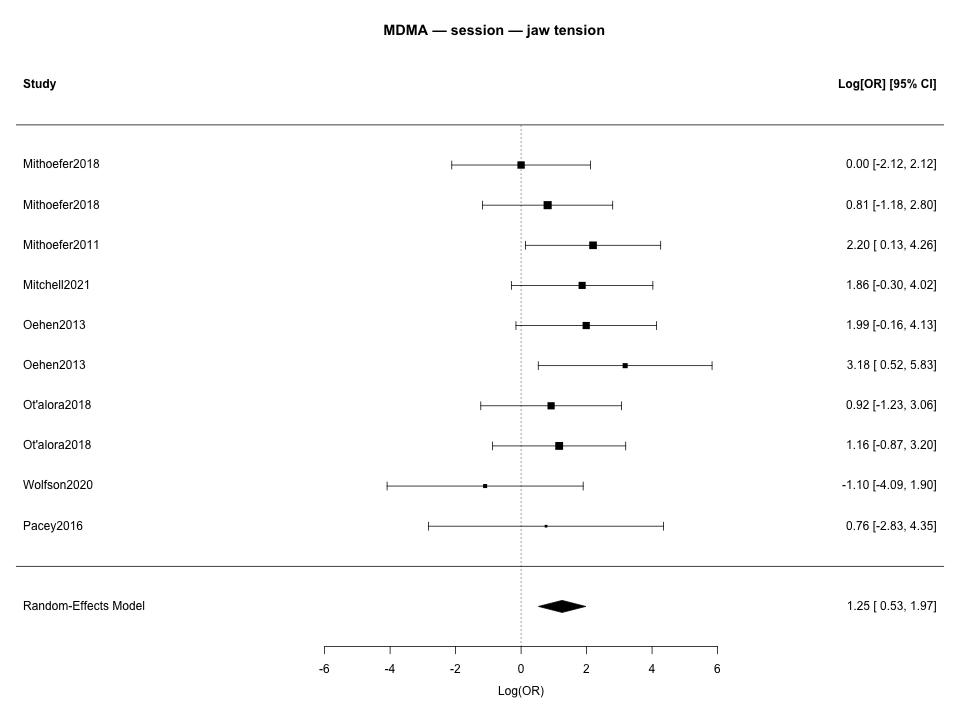 MDMA — session — jaw tension
Study Log[OR] [95% CI]
Mithoefer2018 0.00 [-2.12, 2.12]
Mithoefer2018 0.81 [-1.18, 2.80]
Mithoefer2011 2.20 [ 0.13, 4.26]
Mitchell2021 1.86 [-0.30, 4.02]
Oehen2013 1.99 [-0.16, 4.13]
Oehen2013 3.18 [ 0.52, 5.83]
Ot'alora2018 0.92 [-1.23, 3.06]
Ot'alora2018 1.16 [-0.87, 3.20]
Wolfson2020 -1.10 [-4.09, 1.90]
Pacey2016 0.76 [-2.83, 4.35]
Random-Effects Model 1.25 [ 0.53, 1.97]
-6 -4 -2 0 2 4 6
Log(OR)